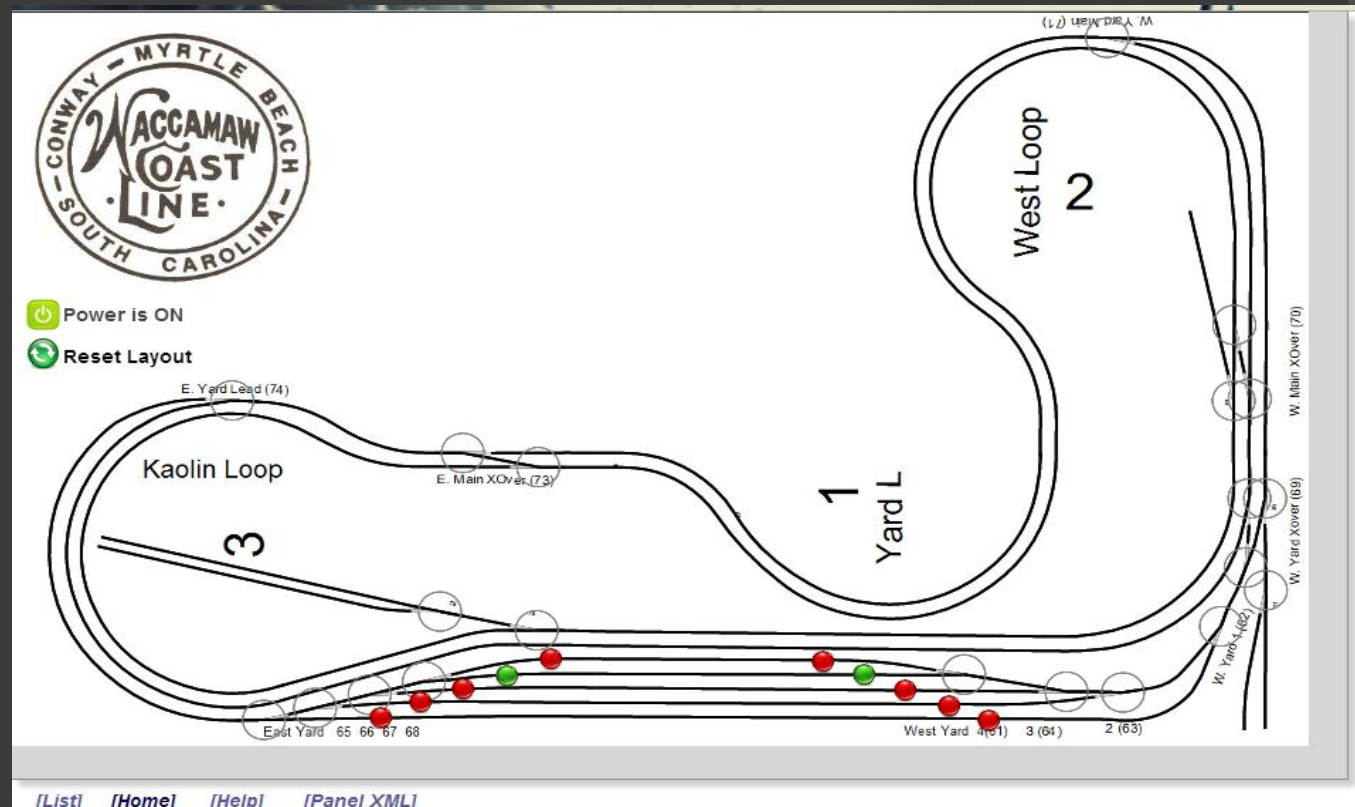 W. Yard Main (71)
CONWAY – MYRTLE BEACH – SOUTH CAROLINA –
WACCAMAW
COAST
·LINE·
West Loop
2
Power is ON
Reset Layout
W. Main XOver (70)
E. Yard Lead (74)
Kaolin Loop
E. Main XOver (73)
1
Yard L
3
W. Yard Xover (69)
W. Yard 1 (62)
East Yard 65 66 67 68
West Yard 4(61) 3 (64) 2 (63)
[List] [Home] [Help] [Panel XML]